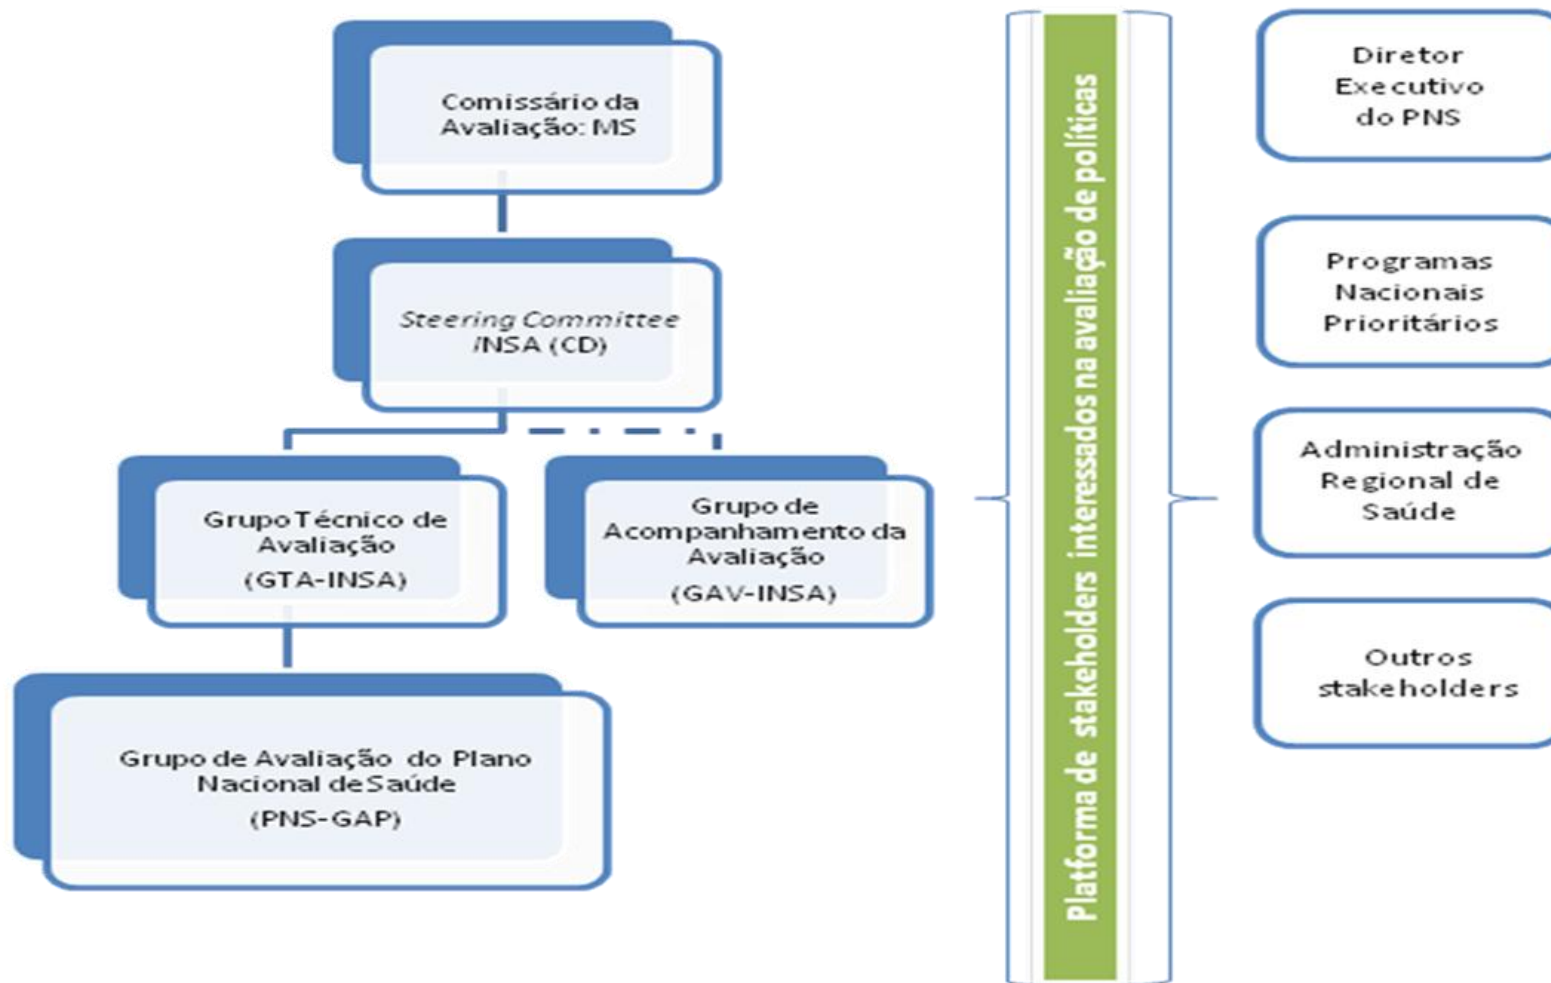 Comissário da
Avaliação: MS
Steering Committee
INSA (CD)
Grupo Técnico de
Avaliação
(GTA-INSA)
Grupo de
Acompanhamento da
Avaliação
(GAV-INSA)
Grupo de Avaliação do Plano
Nacional de Saúde
(PNS-GAP)
Plataforma de stakeholders interessados na avaliação de políticas
Diretor
Executivo
do PNS
Programas
Nacionais
Prioritários
Administração
Regional de
Saúde
Outros
stakeholders